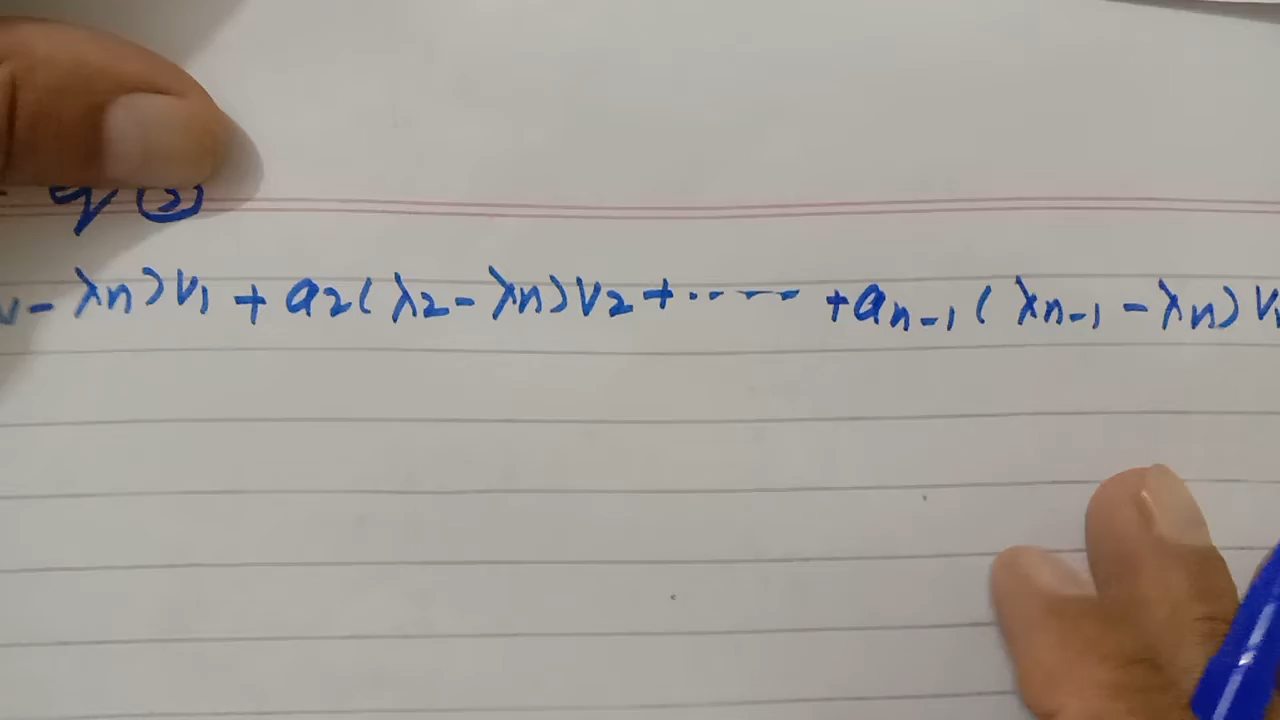 - λn)v₁ + a₂(λ₂-λn)v₂+..---- +aₙ₋₁(λₙ₋₁-λn)v